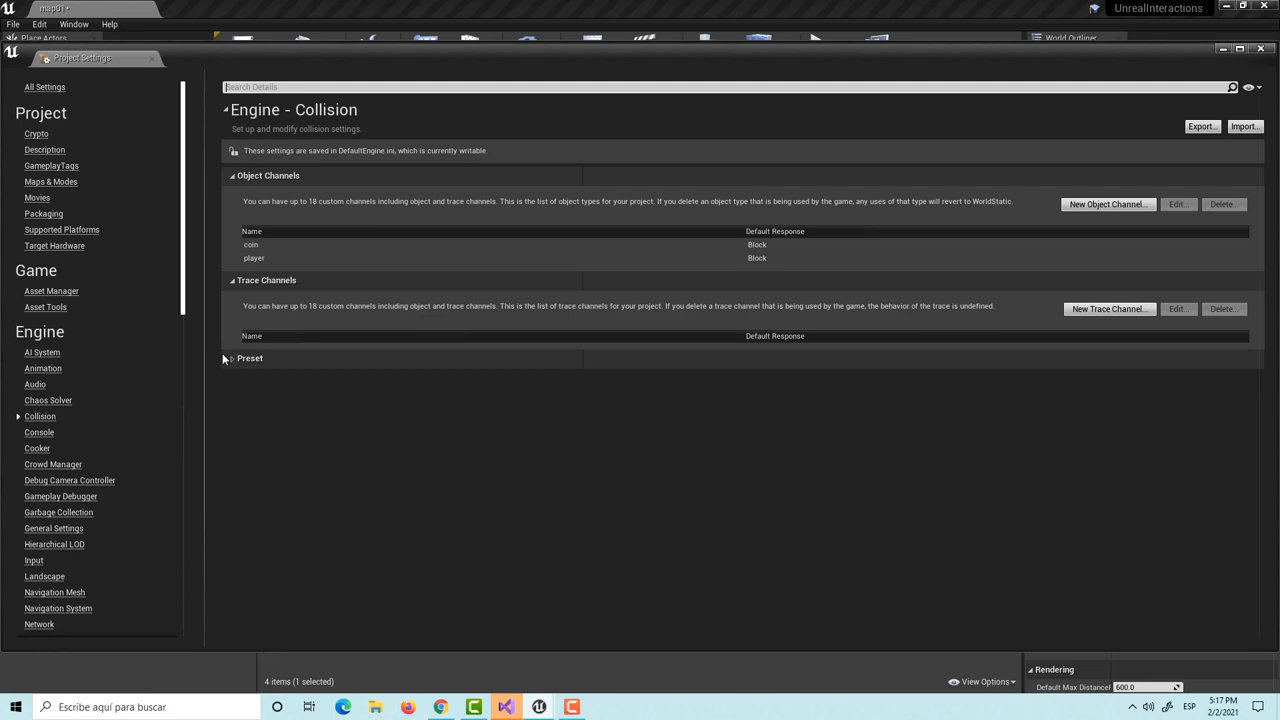 map01*
UnrealInteractions
File Edit Window Help
Place Actors
World Outliner
Project Settings
All Settings
Project
Crypto
Description
GameplayTags
Maps & Modes
Movies
Packaging
Supported Platforms
Target Hardware
Game
Asset Manager
Asset Tools
Engine
AI System
Animation
Audio
Chaos Solver
Collision
Console
Cooker
Crowd Manager
Debug Camera Controller
Gameplay Debugger
Garbage Collection
General Settings
Hierarchical LOD
Input
Landscape
Navigation Mesh
Navigation System
Network
Search Details
Engine - Collision
Set up and modify collision settings.
Export... Import...
These settings are saved in DefaultEngine.ini, which is currently writable.
Object Channels
You can have up to 18 custom channels including object and trace channels. This is the list of object types for your project. If you delete an object type that is being used by the game, any uses of that type will revert to WorldStatic.
New Object Channel... Edit... Delete...
Name Default Response
coin Block
player Block
Trace Channels
You can have up to 18 custom channels including object and trace channels. This is the list of trace channels for your project. If you delete a trace channel that is being used by the game, the behavior of the trace is undefined.
New Trace Channel... Edit... Delete...
Name Default Response
Preset
4 items (1 selected)
View Options
Rendering
Default Max Distancel 600.0
Escribe aquí para buscar
ESP
5:17 PM
2/2/2021